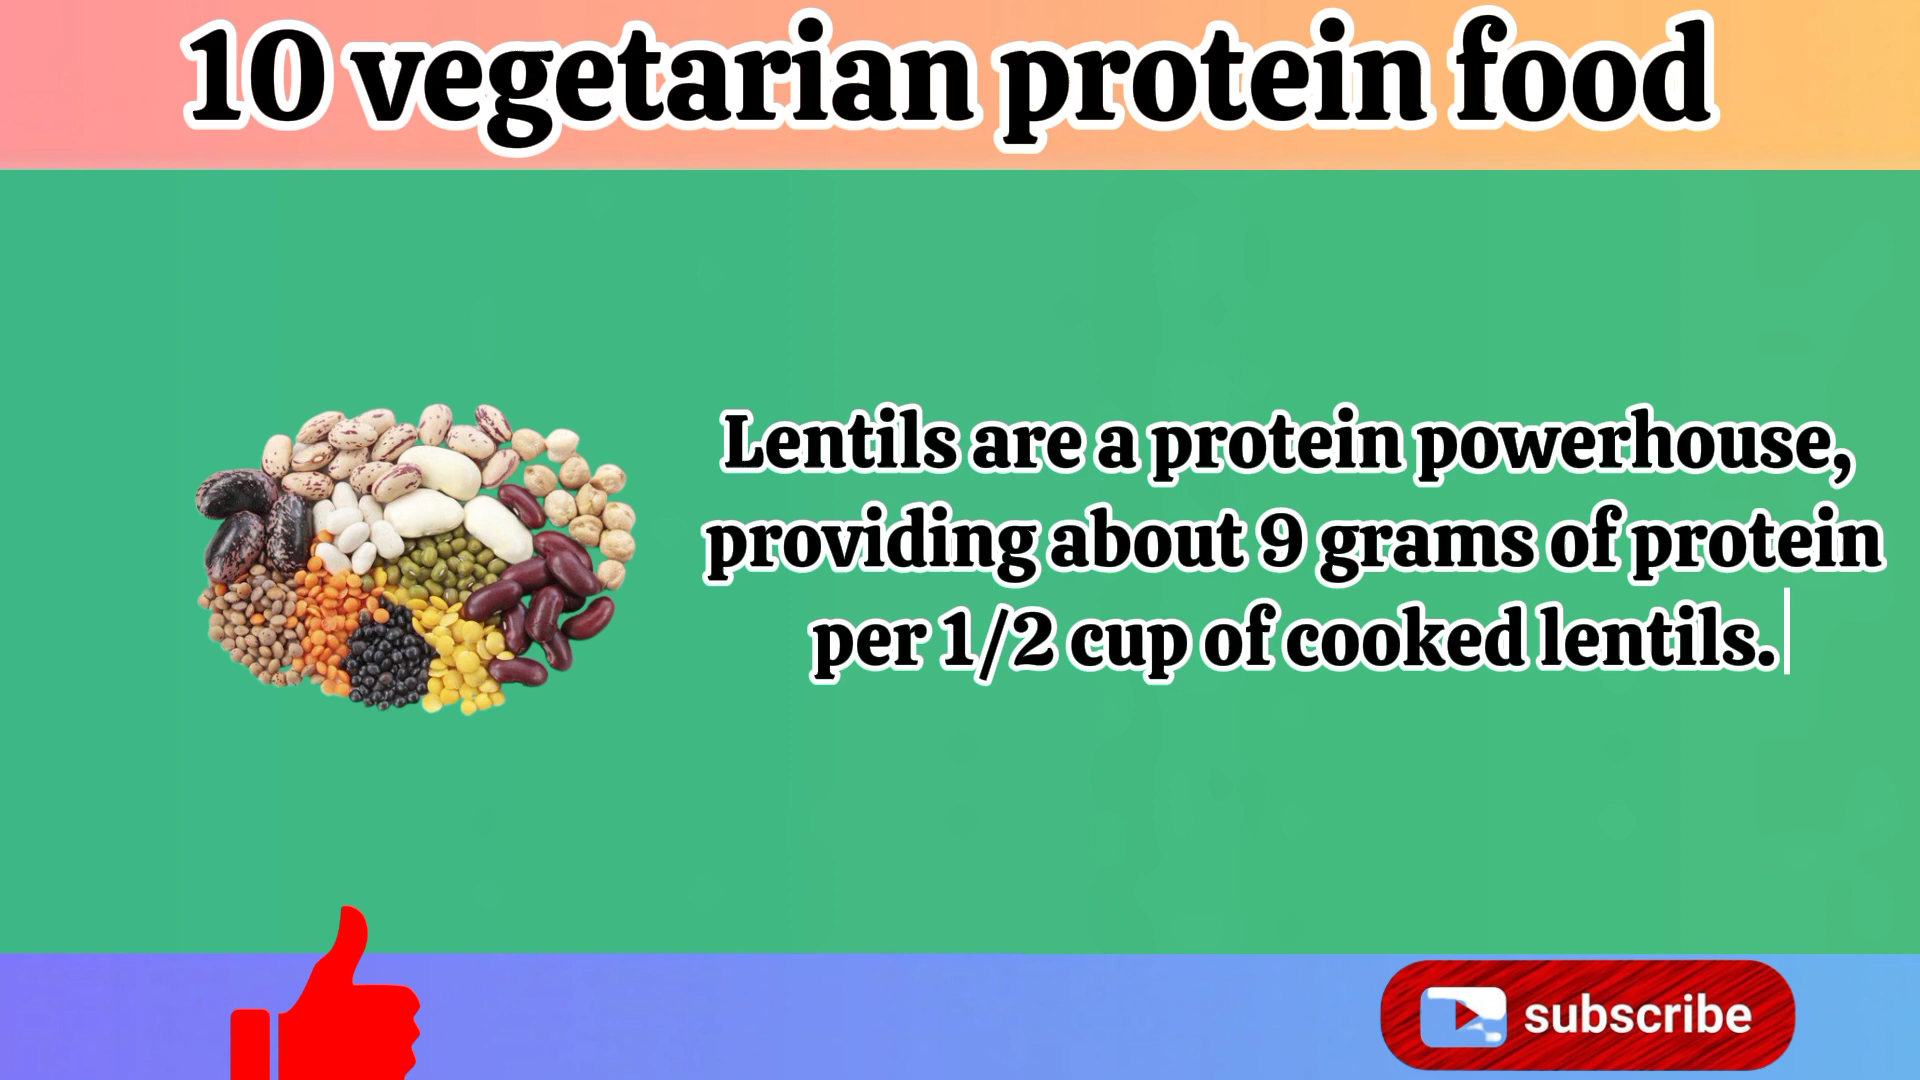 10 vegetarian protein food
Lentils are a protein powerhouse,
providing about 9 grams of protein
per 1/2 cup of cooked lentils.
subscribe